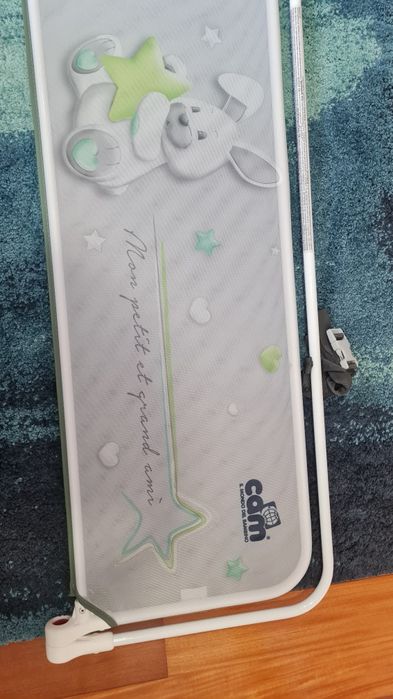 Mon petit et grand ami
cam
IL MONDO DEL BAMBINO